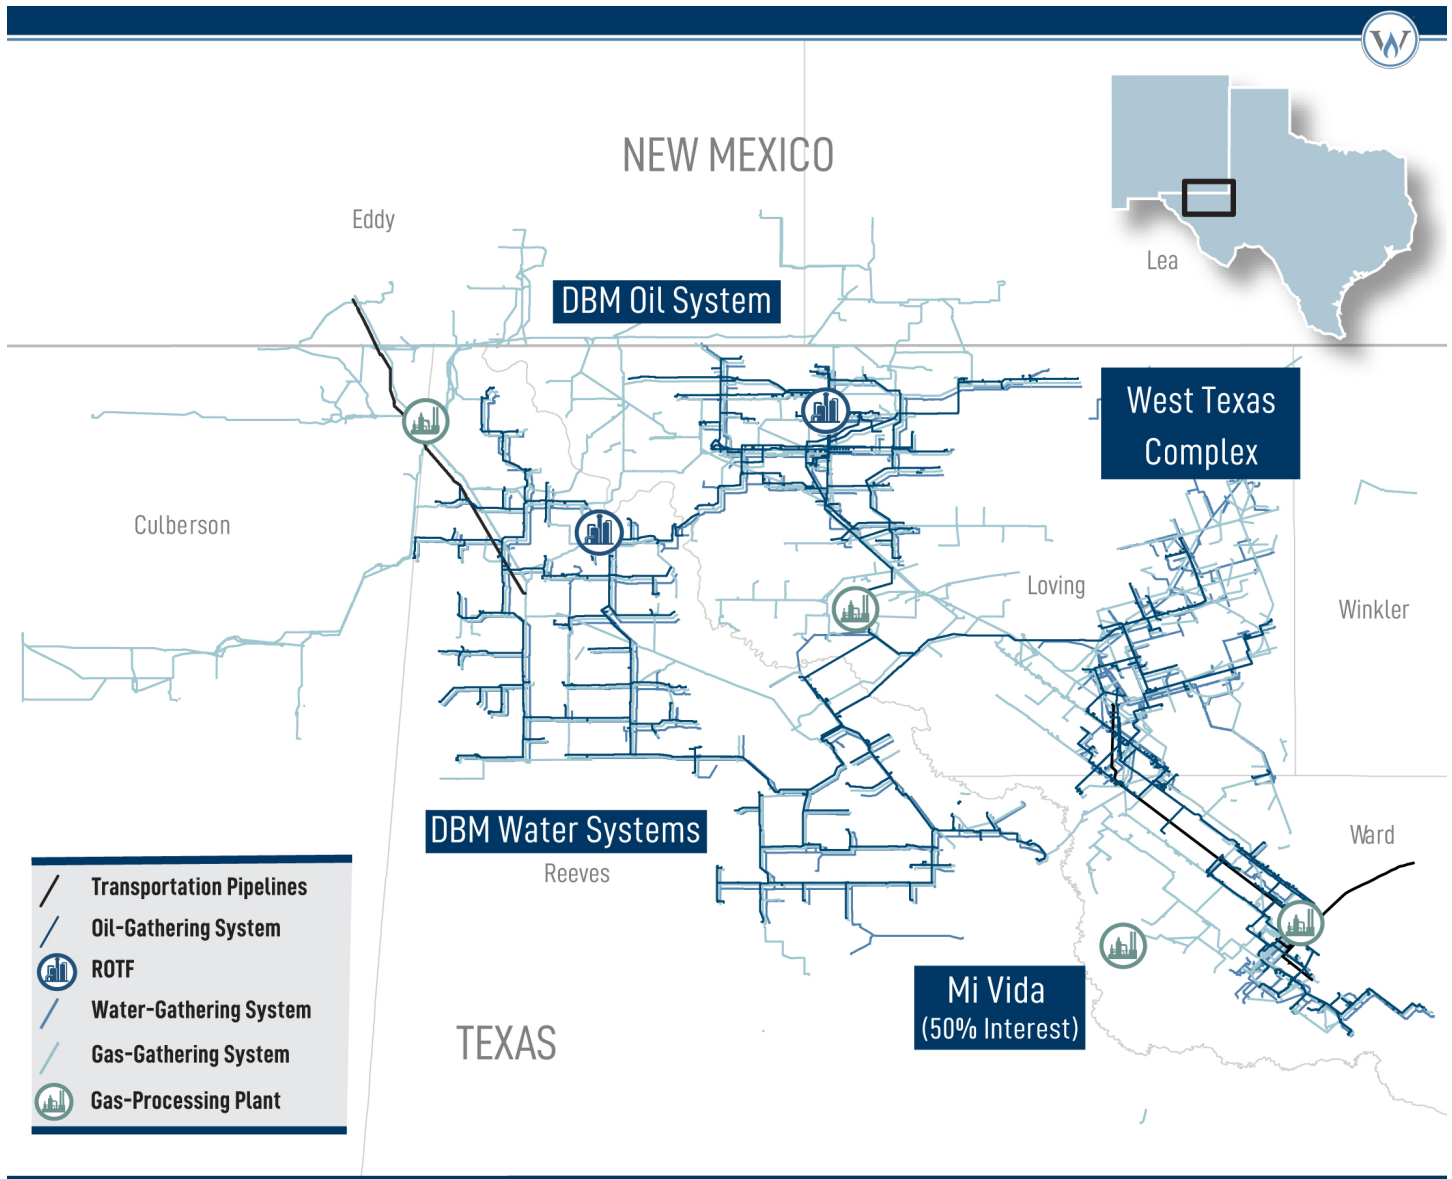 W
NEW MEXICO
Eddy
Lea
DBM Oil System
West Texas
Complex
Culberson
Loving
Winkler
DBM Water Systems
Reeves
Ward
Transportation Pipelines
Oil-Gathering System
ROTF
Water-Gathering System
Gas-Gathering System
Gas-Processing Plant
Mi Vida
(50% Interest)
TEXAS